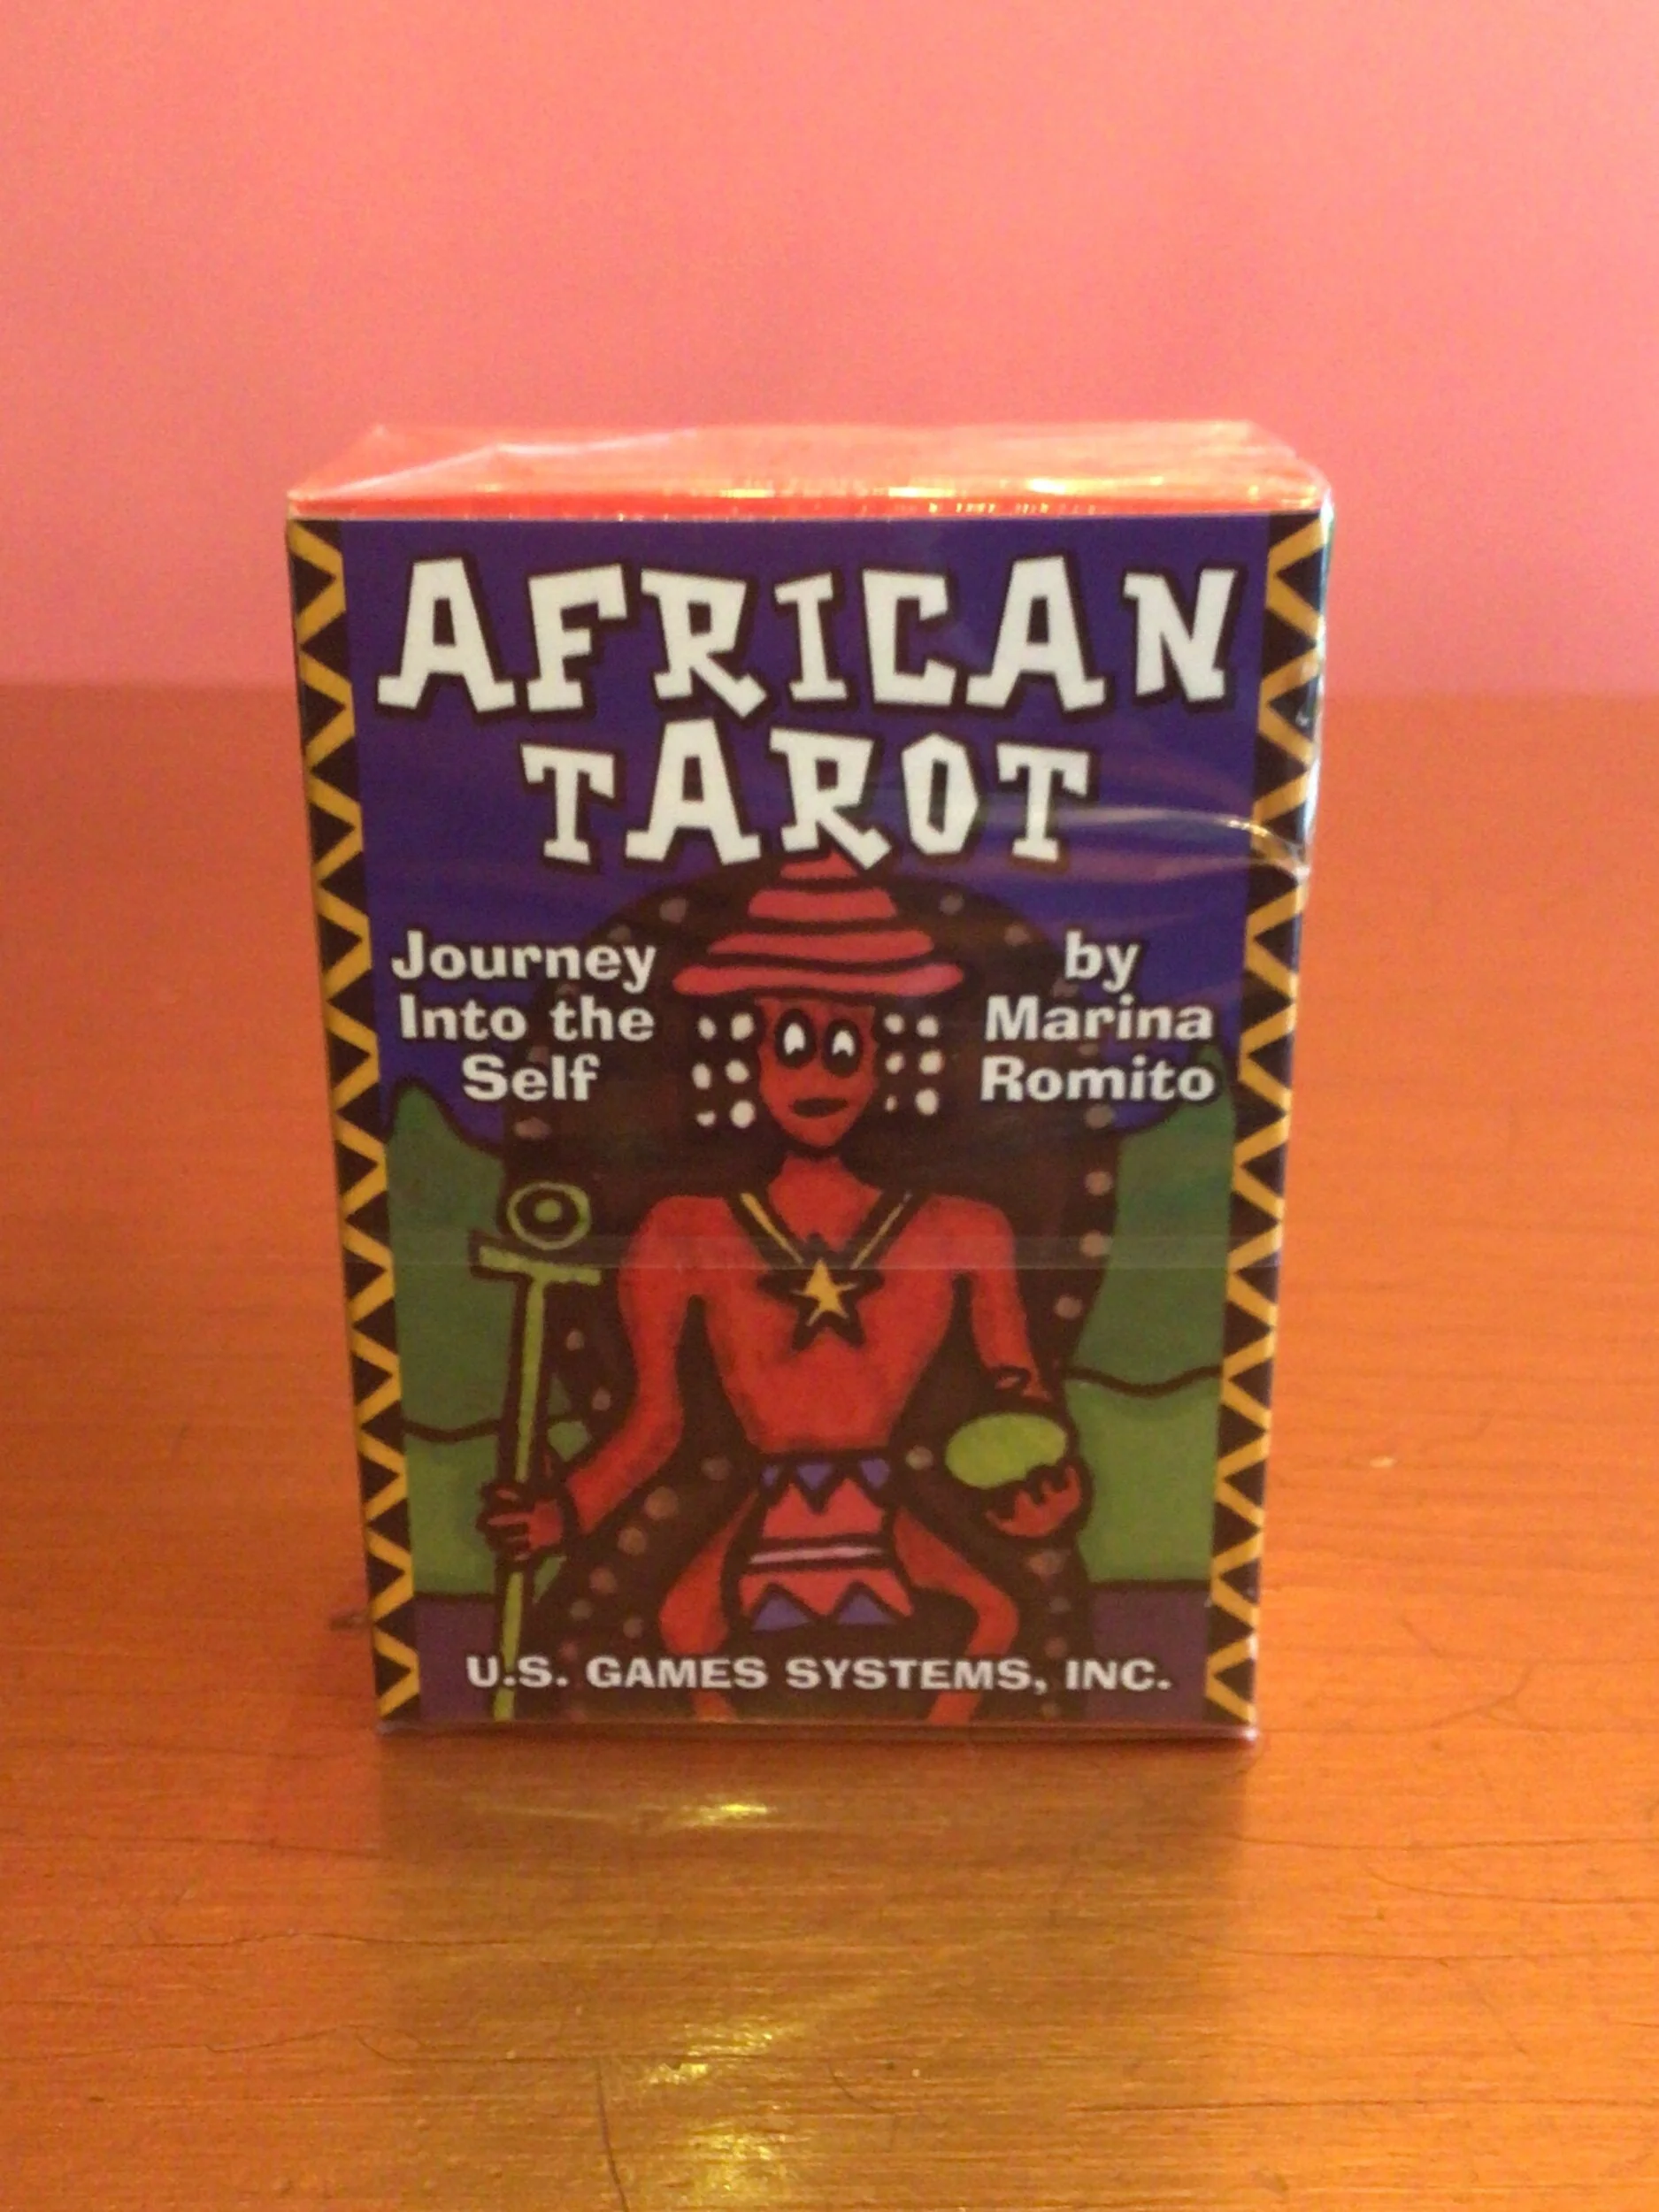 AFRICAN
TAROT
Journey
Into the
Self
by
Marina
Romito
U.S. GAMES SYSTEMS, INC.